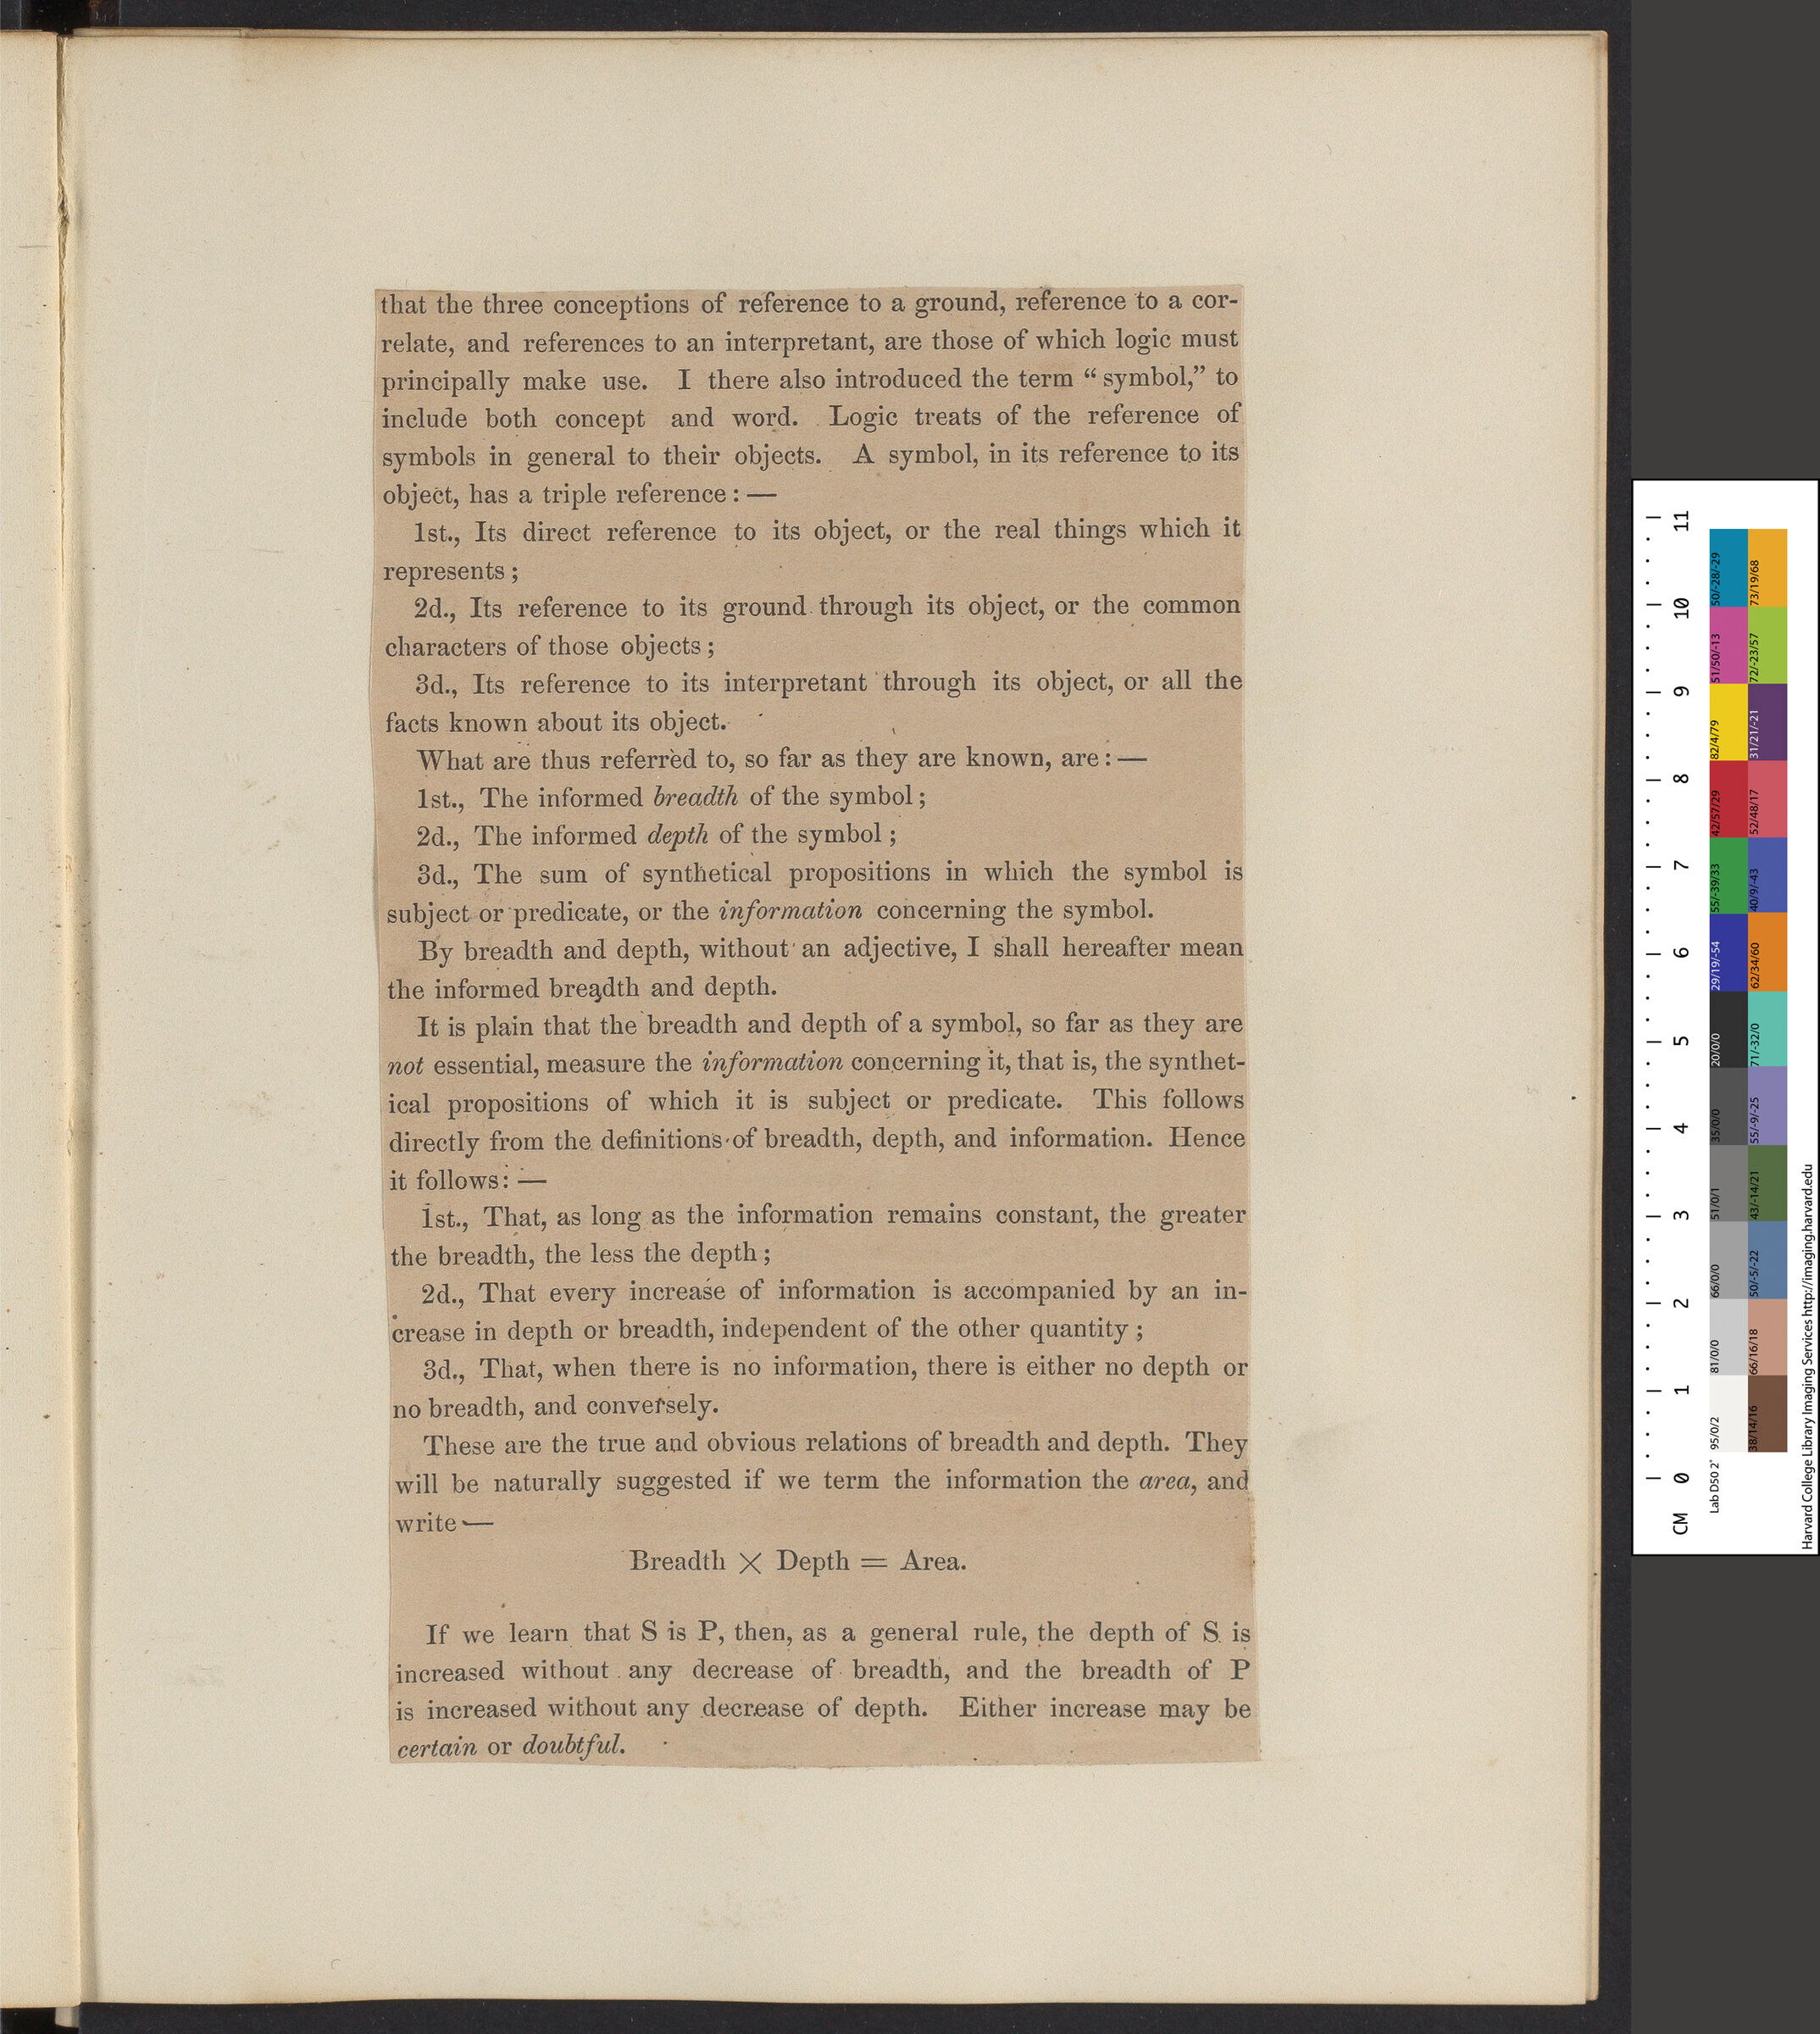 that the three conceptions of reference to a ground, reference to a cor-
relate, and references to an interpretant, are those of which logic must
principally make use. I there also introduced the term “symbol,” to
include both concept and word. Logic treats of the reference of
symbols in general to their objects. A symbol, in its reference to its
object, has a triple reference: —
1st., Its direct reference to its object, or the real things which it
represents;
2d., Its reference to its ground through its object, or the common
characters of those objects;
3d., Its reference to its interpretant through its object, or all the
facts known about its object.
What are thus referred to, so far as they are known, are: —
1st., The informed breadth of the symbol;
2d., The informed depth of the symbol;
3d., The sum of synthetical propositions in which the symbol is
subject or predicate, or the information concerning the symbol.
By breadth and depth, without an adjective, I shall hereafter mean
the informed breadth and depth.
It is plain that the breadth and depth of a symbol, so far as they are
not essential, measure the information concerning it, that is, the synthet-
ical propositions of which it is subject or predicate. This follows
directly from the definitions of breadth, depth, and information. Hence
it follows: —
1st., That, as long as the information remains constant, the greater
the breadth, the less the depth;
2d., That every increase of information is accompanied by an in-
crease in depth or breadth, independent of the other quantity;
3d., That, when there is no information, there is either no depth or
no breadth, and conversely.
These are the true and obvious relations of breadth and depth. They
will be naturally suggested if we term the information the area, and
write —
Breadth × Depth = Area.
If we learn that S is P, then, as a general rule, the depth of S is
increased without any decrease of breadth, and the breadth of P
is increased without any decrease of depth. Either increase may be
certain or doubtful.
CM 0 1 2 3 4 5 6 7 8 9 10 11
Lab D50 2° 95/0/2 81/0/0 66/0/0 51/0/1 35/0/0 20/0/0 29/19/-54 55/-39/33 42/57/29 82/4/79 51/50/-13 50/-28/-29
38/14/16 66/16/18 50/-5/-22 43/-14/21 55/-9/-25 71/-32/0 62/34/60 40/9/-43 52/48/17 31/21/-21 72/-23/57 73/19/68
Harvard College Library Imaging Services http://imaging.harvard.edu